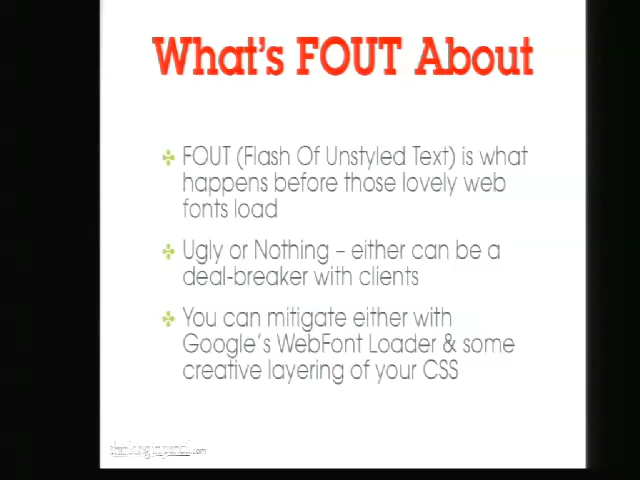 What's FOUT About
FOUT (Flash Of Unstyled Text) is what
happens before those lovely web
fonts load
Ugly or Nothing – either can be a
deal-breaker with clients
You can mitigate either with
Google's WebFont Loader & some
creative layering of your CSS